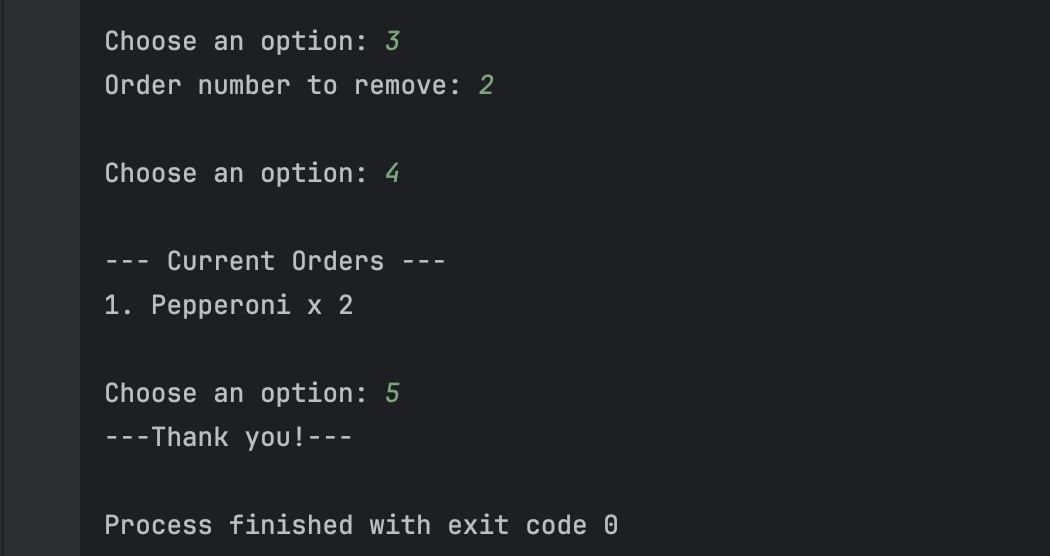 Choose an option: 3
Order number to remove: 2
Choose an option: 4
--- Current Orders ---
1. Pepperoni x 2
Choose an option: 5
---Thank you!---
Process finished with exit code 0